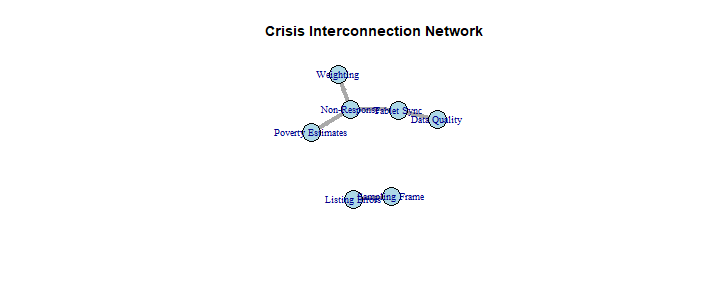 Crisis Interconnection Network
Weighting
Non-Response
Tablet Sync
Data Quality
Poverty Estimates
Listing Errors
Sampling Frame